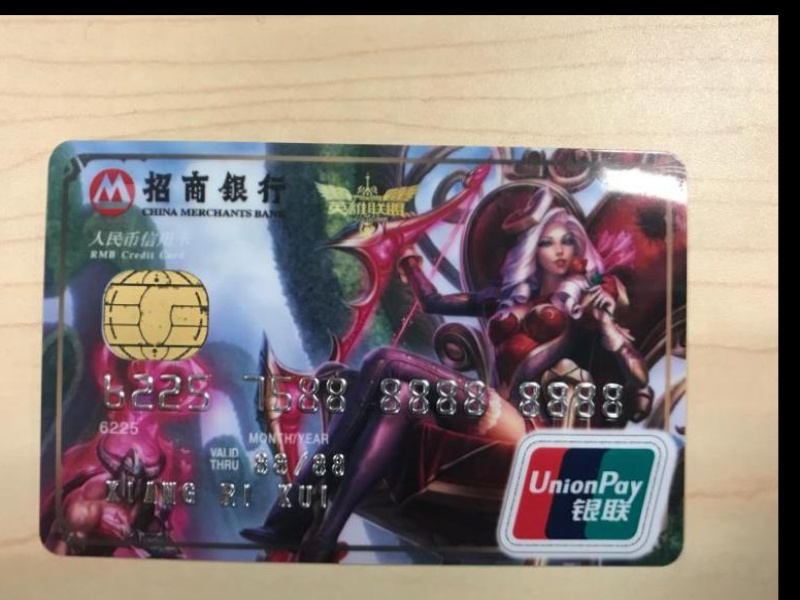 招商银行
CHINA MERCHANTS BANK
英雄联盟
人民币信用卡
RMB Credit Card
6225 7588 8888 8888
6225
MONTH/YEAR
VALID
THRU 88/88
XIANG RI KUI
UnionPay
银联